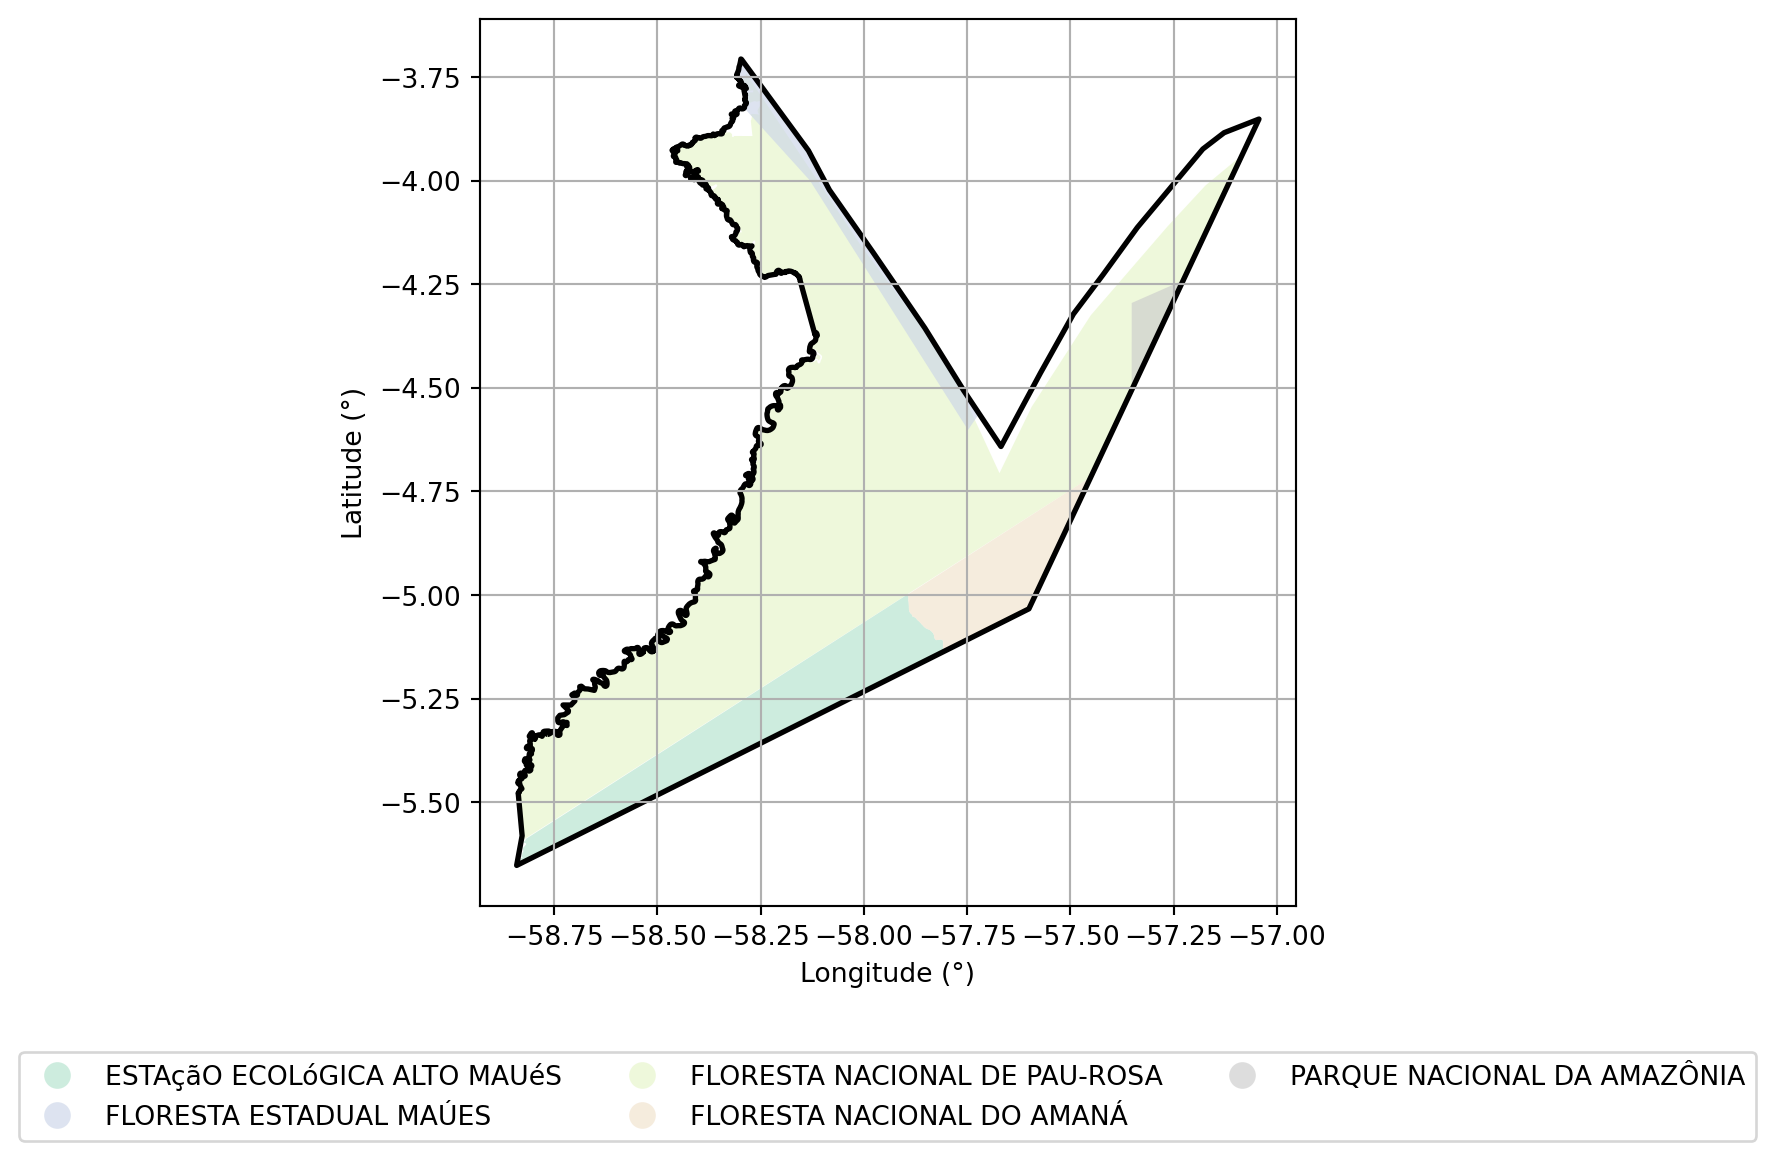 −3.75
−4.00
−4.25
−4.50
−4.75
−5.00
−5.25
−5.50
Latitude (°)
−58.75 −58.50 −58.25 −58.00 −57.75 −57.50 −57.25 −57.00
Longitude (°)
ESTAçãO ECOLóGICA ALTO MAUéS FLORESTA NACIONAL DE PAU-ROSA PARQUE NACIONAL DA AMAZÔNIA
FLORESTA ESTADUAL MAÚES FLORESTA NACIONAL DO AMANÁ